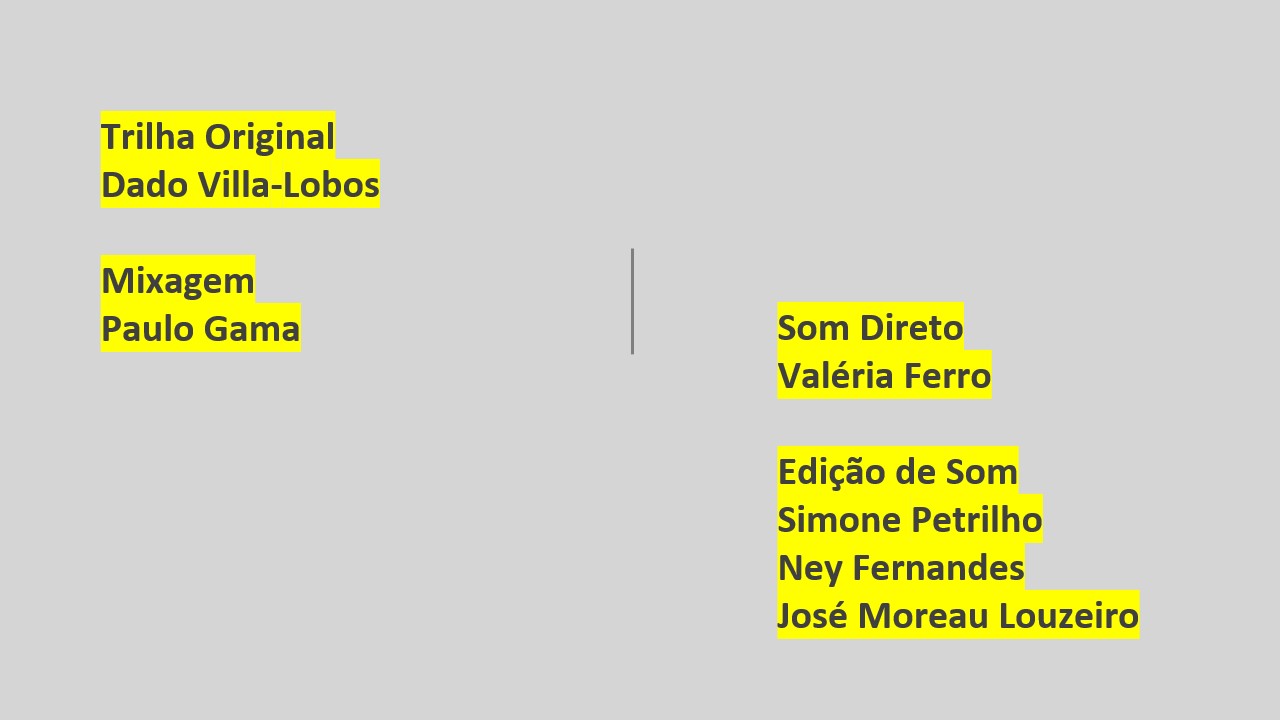 Trilha Original
Dado Villa-Lobos
Mixagem
Paulo Gama
Som Direto
Valéria Ferro
Edição de Som
Simone Petrilho
Ney Fernandes
José Moreau Louzeiro